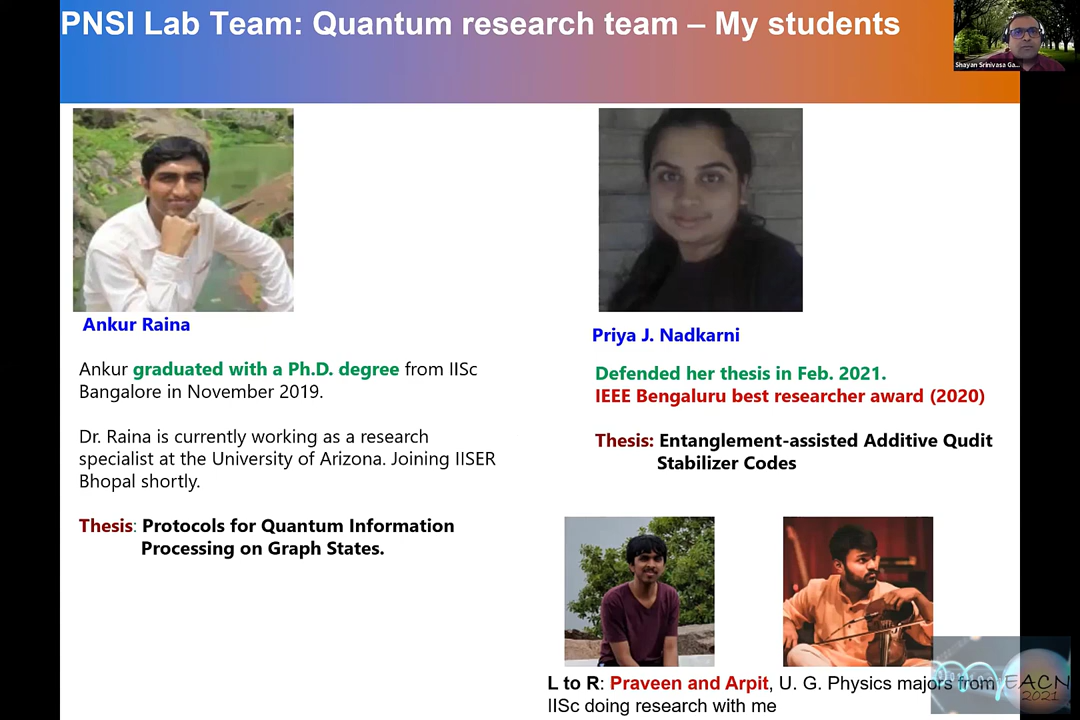 PNSI Lab Team: Quantum research team – My students
Shayan Srinivasa Ga...
Ankur Raina
Ankur graduated with a Ph.D. degree from IISc
Bangalore in November 2019.
Dr. Raina is currently working as a research
specialist at the University of Arizona. Joining IISER
Bhopal shortly.
Thesis: Protocols for Quantum Information
Processing on Graph States.
Priya J. Nadkarni
Defended her thesis in Feb. 2021.
IEEE Bengaluru best researcher award (2020)
Thesis: Entanglement-assisted Additive Qudit
Stabilizer Codes
L to R: Praveen and Arpit, U. G. Physics majors from
IISc doing research with me
EACN
2021